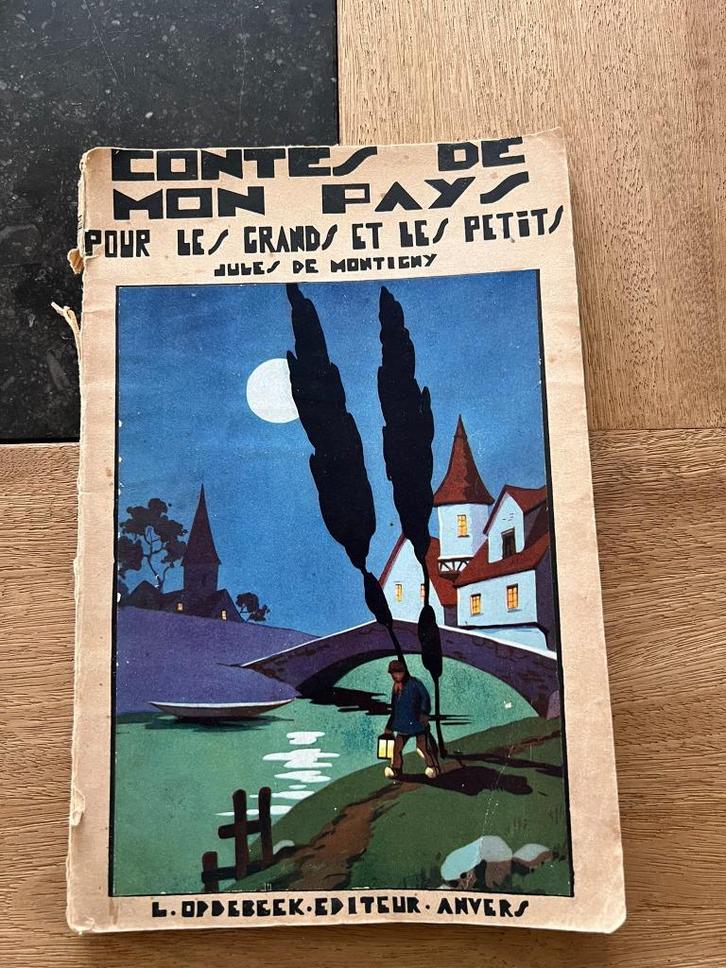 CONTES DE
MON PAYS
POUR LES GRANDS ET LES PETITS
JULES DE MONTIGNY
L. OPDEBEEK · EDITEUR · ANVERS